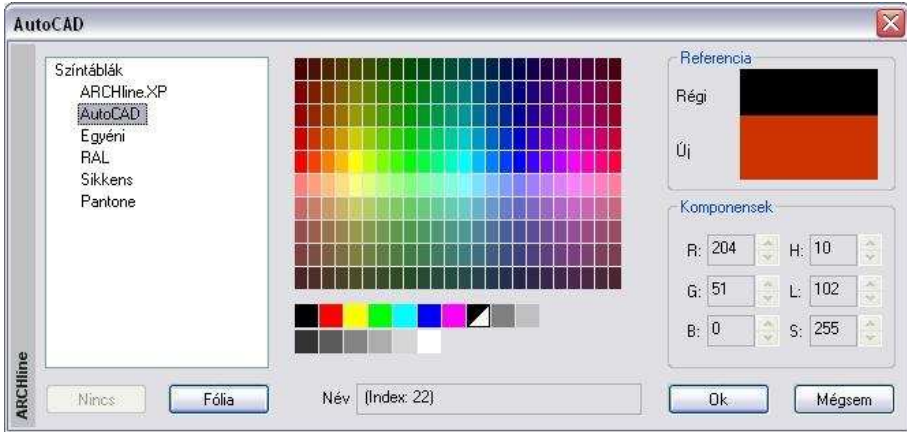 AutoCAD
Színtáblák
ARCHline.XP
AutoCAD
Egyéni
RAL
Sikkens
Pantone
Referencia
Régi
Új
Komponensek
R: 204 H: 10
G: 51 L: 102
B: 0 S: 255
ARCHline
Nincs
Fólia
Név (Index: 22)
Ok
Mégsem